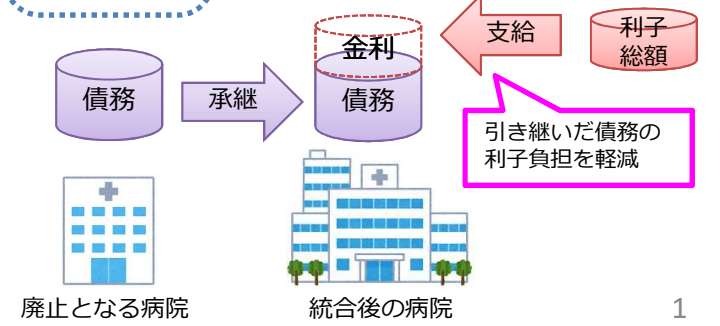 金利
支給
利子
総額
債務
承継
債務
引き継いだ債務の
利子負担を軽減
廃止となる病院
統合後の病院
1